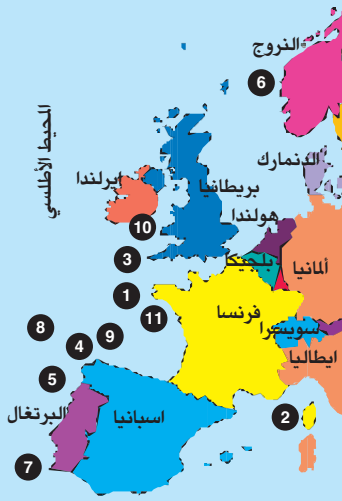 النروج
6
المحيط الأطلسي
الدنمارك
ايرلندا
بريطانيا
هولندا
10
3
بلجيكا
ألمانيا
1
11
فرنسا
سويسرا
8
9
4
ايطاليا
5
البرتغال
اسبانيا
2
7